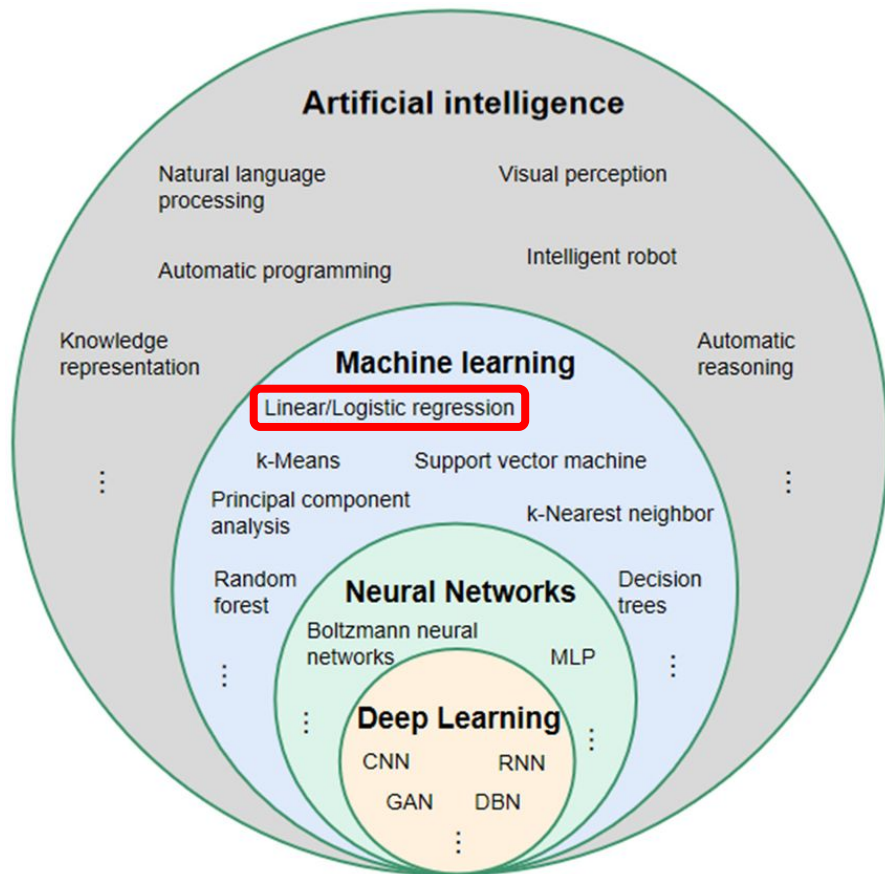 Artificial intelligence
Natural language
processing
Visual perception
Automatic programming
Intelligent robot
Knowledge
representation
Automatic
reasoning
⋮
⋮
Machine learning
Linear/Logistic regression
k-Means
Support vector machine
Principal component
analysis
k-Nearest neighbor
Random
forest
Decision
trees
⋮
⋮
Neural Networks
Boltzmann neural
networks
MLP
⋮
⋮
Deep Learning
CNN
RNN
GAN
DBN
⋮